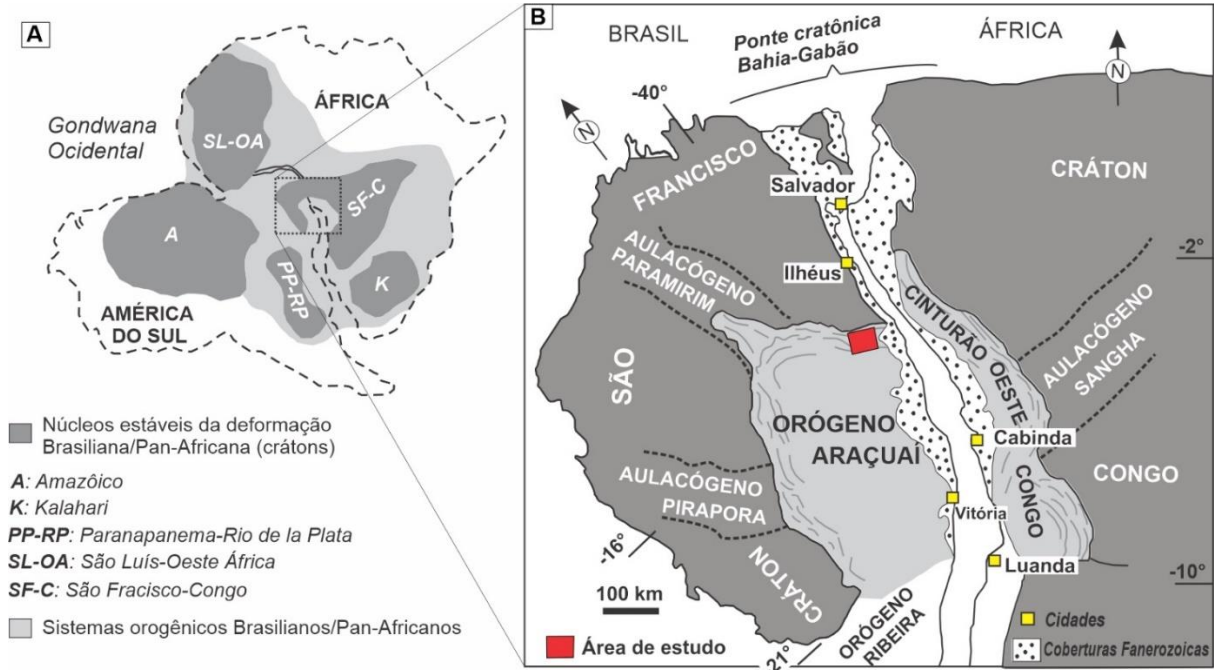 A
ÁFRICA
Gondwana
Ocidental
SL-OA
SF-C
A
PP-RP
K
AMÉRICA
DO SUL
Núcleos estáveis da deformação
Brasiliana/Pan-Africana (crátons)
A: Amazôico
K: Kalahari
PP-RP: Paranapanema-Rio de la Plata
SL-OA: São Luís-Oeste África
SF-C: São Fracisco-Congo
Sistemas orogênicos Brasilianos/Pan-Africanos
B
BRASIL
Ponte cratônica
Bahia-Gabão
ÁFRICA
N
N
-40°
FRANCISCO
CRÁTON
Salvador
AULACÓGENO
PARAMIRIM
Ilhéus
-2°
CINTURÃO OESTE
CONGO
AULACÓGENO
SANGHA
SÃO
ORÓGENO
ARAÇUAÍ
Cabinda
CONGO
AULACÓGENO
PIRAPORA
Vitória
-16°
CRÁTON
Luanda
-10°
100 km
ORÓGENO
RIBEIRA
Cidades
Área de estudo
-21°
Coberturas Fanerozoicas